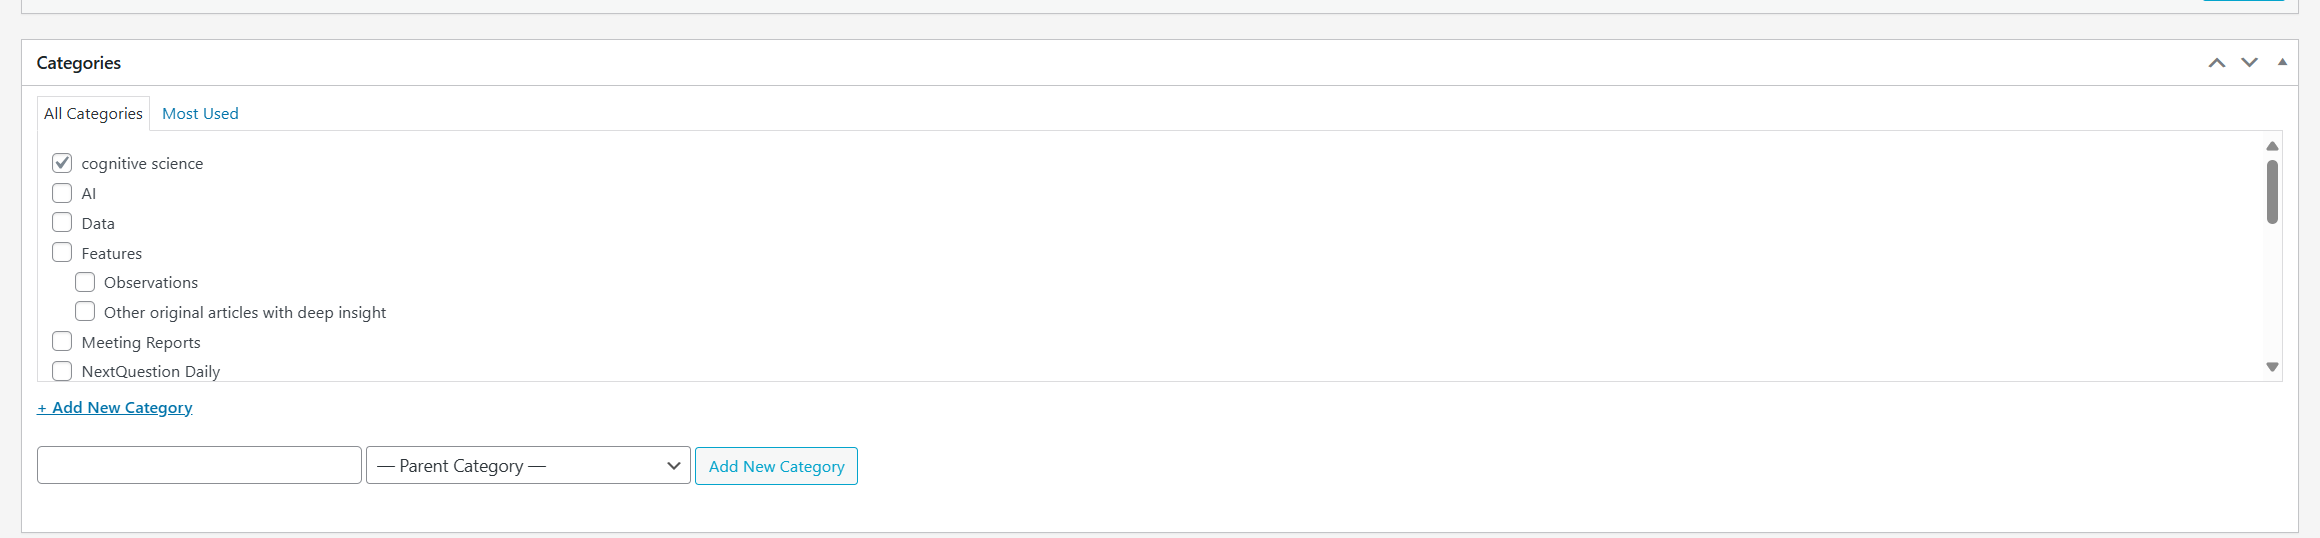 Categories
All Categories Most Used
cognitive science
AI
Data
Features
Observations
Other original articles with deep insight
Meeting Reports
NextQuestion Daily
+ Add New Category
— Parent Category — Add New Category